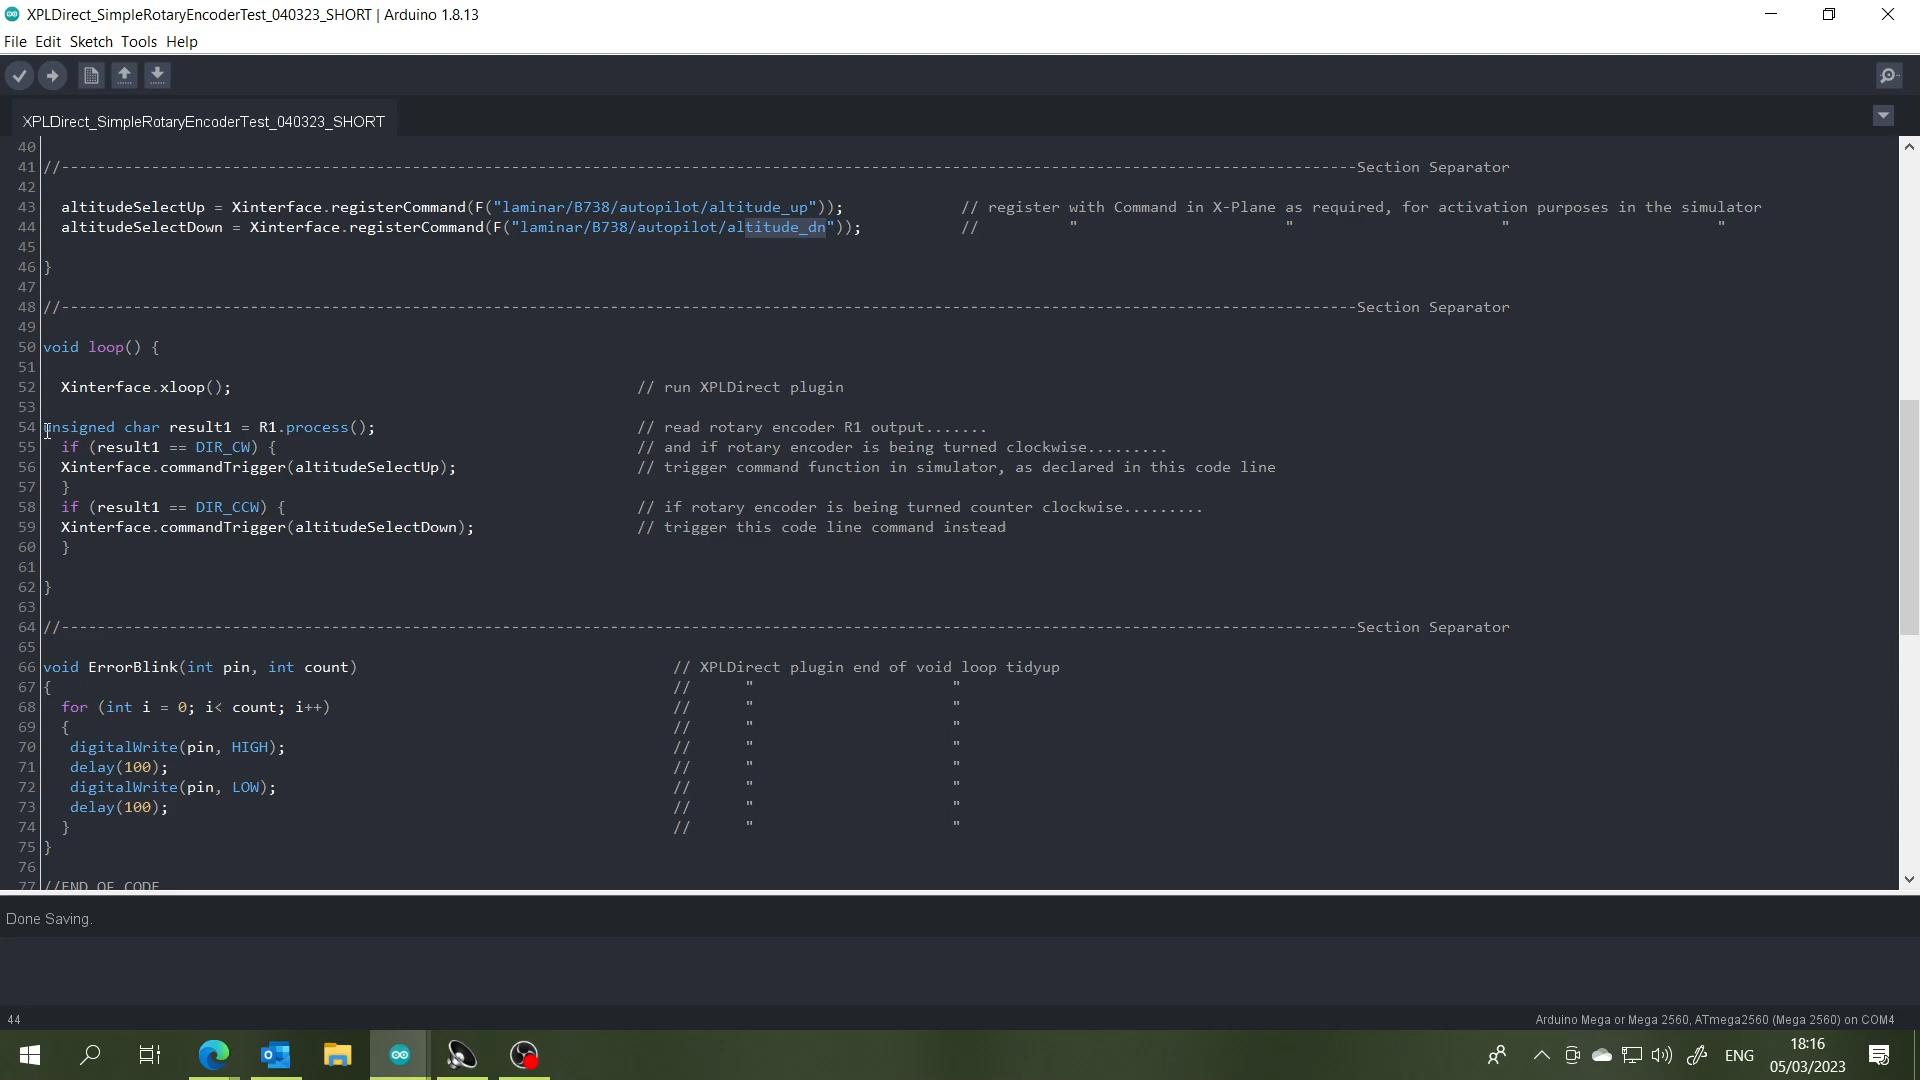 XPLDirect_SimpleRotaryEncoderTest_040323_SHORT | Arduino 1.8.13
File Edit Sketch Tools Help
XPLDirect_SimpleRotaryEncoderTest_040323_SHORT
40
41 //------------------------------------------------------------------------------------------------------------------------------------------------Section Separator
42
43 altitudeSelectUp = Xinterface.registerCommand(F("laminar/B738/autopilot/altitude_up")); // register with Command in X-Plane as required, for activation purposes in the simulator
44 altitudeSelectDown = Xinterface.registerCommand(F("laminar/B738/autopilot/altitude_dn")); // " " " "
45
46 }
47
48 //------------------------------------------------------------------------------------------------------------------------------------------------Section Separator
49
50 void loop() {
51
52 Xinterface.xloop(); // run XPLDirect plugin
53
54 unsigned char result1 = R1.process(); // read rotary encoder R1 output.......
55 if (result1 == DIR_CW) { // and if rotary encoder is being turned clockwise.........
56 Xinterface.commandTrigger(altitudeSelectUp); // trigger command function in simulator, as declared in this code line
57 }
58 if (result1 == DIR_CCW) { // if rotary encoder is being turned counter clockwise.........
59 Xinterface.commandTrigger(altitudeSelectDown); // trigger this code line command instead
60 }
61
62 }
63
64 //------------------------------------------------------------------------------------------------------------------------------------------------Section Separator
65
66 void ErrorBlink(int pin, int count) // XPLDirect plugin end of void loop tidyup
67 { // " "
68 for (int i = 0; i< count; i++) // " "
69 { // " "
70 digitalWrite(pin, HIGH); // " "
71 delay(100); // " "
72 digitalWrite(pin, LOW); // " "
73 delay(100); // " "
74 } // " "
75 }
76
77 //END OF CODE
Done Saving.
44
Arduino Mega or Mega 2560, ATmega2560 (Mega 2560) on COM4
ENG
18:16
05/03/2023